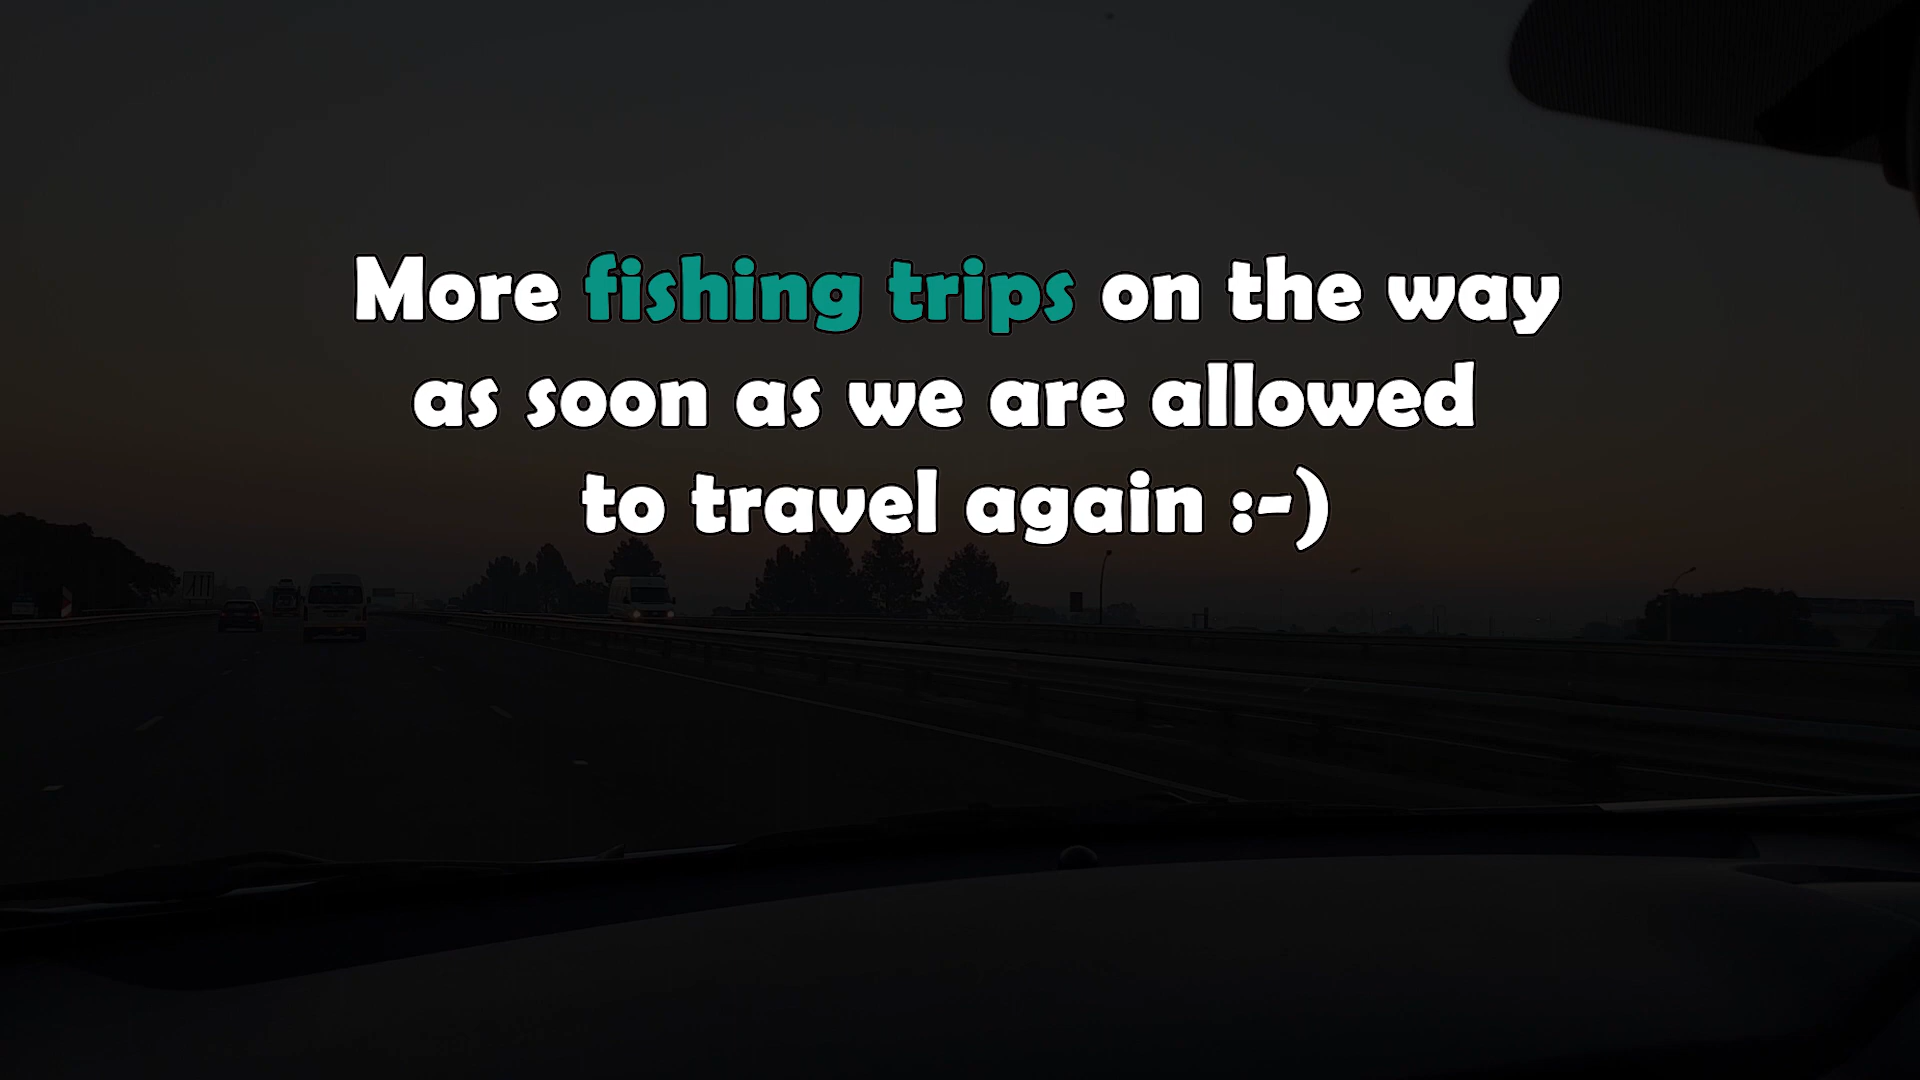 More fishing trips on the way
as soon as we are allowed
to travel again :-)